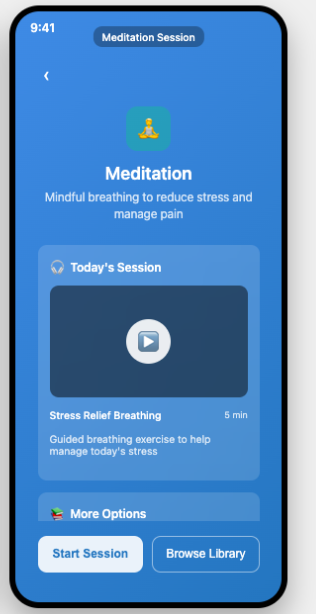 9:41
Meditation Session
‹
Meditation
Mindful breathing to reduce stress and
manage pain
Today's Session
Stress Relief Breathing 5 min
Guided breathing exercise to help
manage today's stress
More Options
Start Session Browse Library